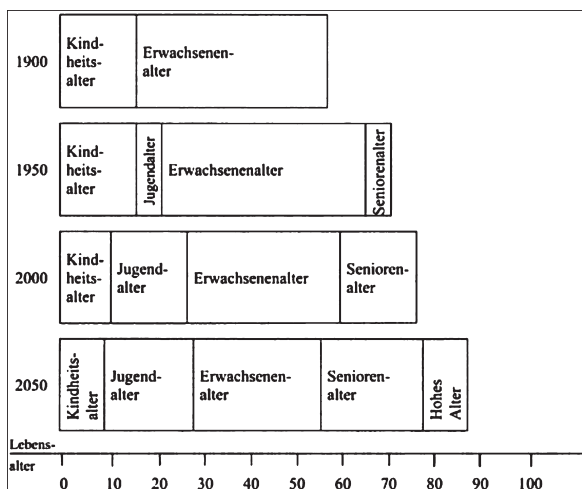 1900
Kind-
heits-
alter
Erwachsenen-
alter
1950
Kind-
heits-
alter
Jugendalter
Erwachsenenalter
Seniorenalter
2000
Kind-
heits-
alter
Jugend-
alter
Erwachsenenalter
Senioren-
alter
2050
Kindheits-
alter
Jugend-
alter
Erwachsenen-
alter
Senioren-
alter
Hohes
Alter
Lebens-
alter
0 10 20 30 40 50 60 70 80 90 100